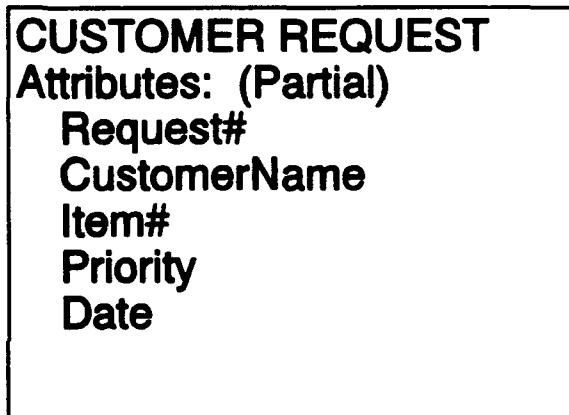 CUSTOMER REQUEST
Attributes: (Partial)
Request#
CustomerName
Item#
Priority
Date